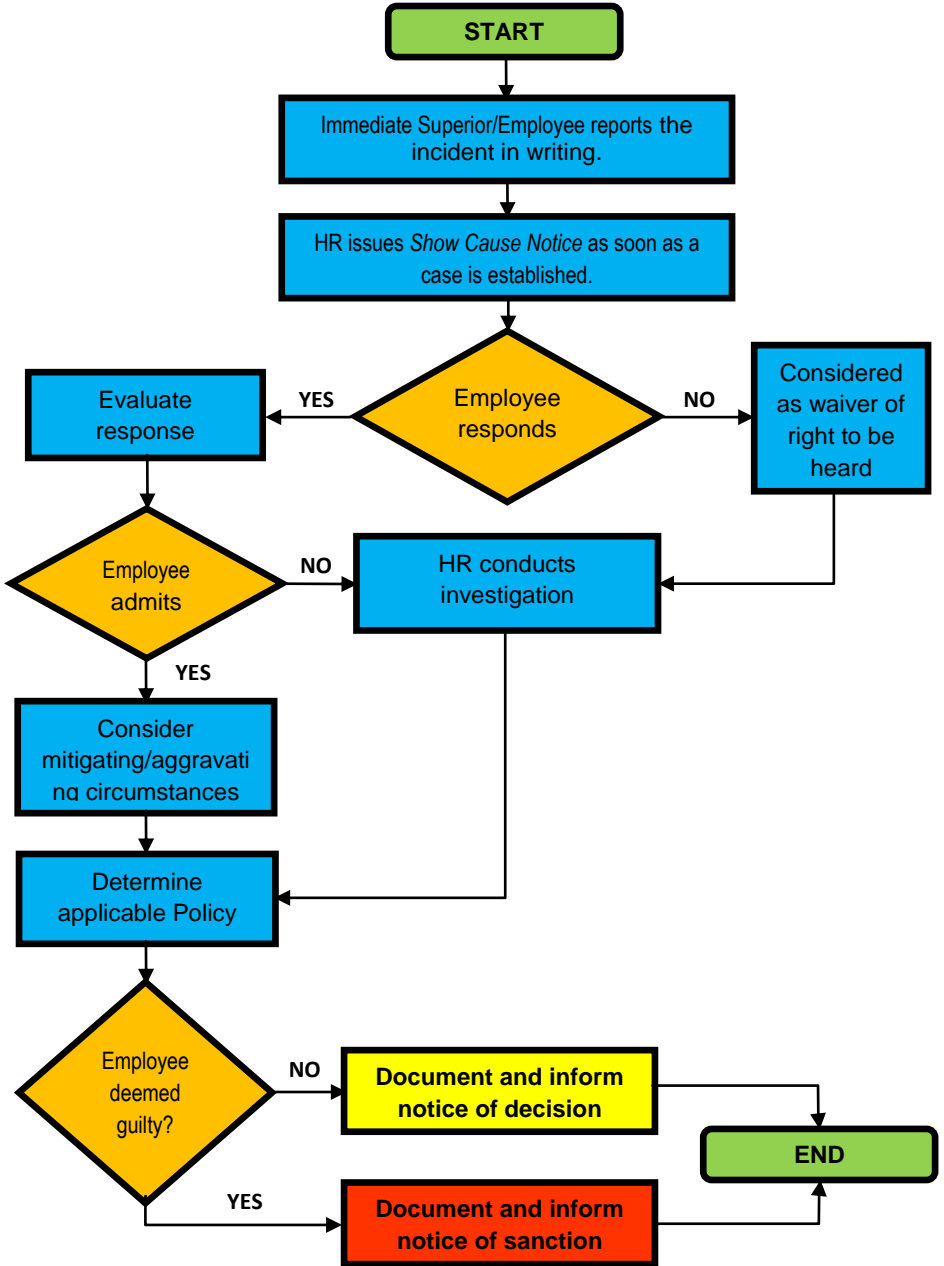 START
Immediate Superior/Employee reports the
incident in writing.
HR issues Show Cause Notice as soon as a
case is established.
Employee
responds
YES
NO
Evaluate
response
Considered
as waiver of
right to be
heard
Employee
admits
NO
HR conducts
investigation
YES
Consider
mitigating/aggravati
ng circumstances
Determine
applicable Policy
Employee
deemed
guilty?
NO
Document and inform
notice of decision
END
YES
Document and inform
notice of sanction